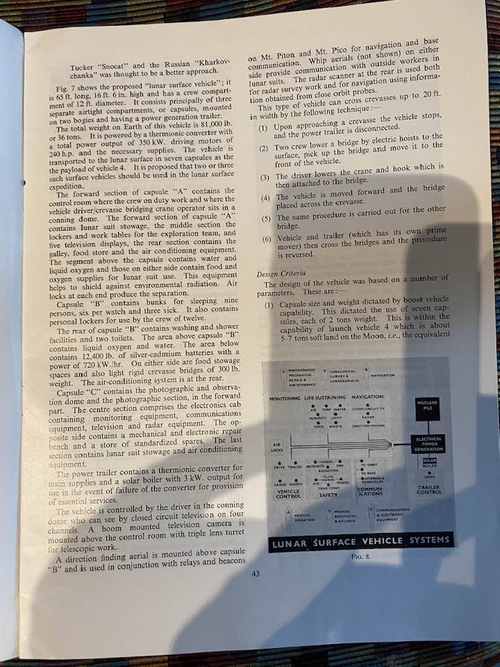 Tucker “Snocat” and the Russian “Kharkov-
chanka” was thought to be a better approach.
Fig. 7 shows the proposed “lunar surface vehicle”; it
is 65 ft. long, 16 ft. 6 in. high and has a crew compart-
ment of 12 ft. diameter. It consists principally of three
separate airtight compartments, or capsules, mounted
on two bogies and having a power generation trailer.
The total weight on Earth of this vehicle is 81,000 lb.
or 36 tons. It is powered by a thermionic converter with
a total power output of 350 kW. driving motors of
240 h.p. and the necessary supplies. The vehicle is
transported to the lunar surface in seven capsules as the
payload of vehicle 4. It is proposed that two or three
such surface vehicles should be used in the lunar surface
expedition.
The forward section of capsule “A” contains the
control room where the crew on duty work and where the
vehicle driver/crevasse bridging crane operator sits in a
conning dome. The forward section of capsule “A”
contains lunar suit stowage, the middle section the
lockers and work tables for the exploration team, and
five television displays, the rear section contains the
galley, food store and the air conditioning equipment.
The segment above the capsule contains water and
liquid oxygen and those on either side contain food and
oxygen supplies for lunar suit use. This equipment
helps to shield against environmental radiation. Air
locks at each end produce the separation.
Capsule “B” contains bunks for sleeping nine
persons, six per watch and three sick. It also contains
personal lockers for use by the crew of twelve.
The rear of capsule “B” contains washing and shower
facilities and two toilets. The area above capsule “B”
contains liquid oxygen and water. The area below
contains 12,400 lb. of silver-cadmium batteries with a
power of 720 kW./hr. On either side are food stowage
spaces and also light rigid crevasse bridges of 300 lb.
weight. The air-conditioning system is at the rear.
Capsule “C” contains the photographic and observa-
tion dome and the photographic section, in the forward
part. The centre section comprises the electronics cab
containing monitoring equipment, communications
equipment, television and radar equipment. The op-
posite side contains a mechanical and electronic repair
bench and a store of standardized spares. The last
section contains lunar suit stowage and air conditioning
equipment.
The power trailer contains a thermionic converter for
main supplies and a solar boiler with 3 kW. output for
use in the event of failure of the converter for provision
of essential services.
The vehicle is controlled by the driver in the conning
dome who can see by closed circuit television on four
channels. A boom mounted television camera is
mounted above the control room with triple lens turret
for telescopic work.
A direction finding aerial is mounted above capsule
“B” and is used in conjunction with relays and beacons
on Mt. Piton and Mt. Pico for navigation and base
communication. Whip aerials (not shown) on either
side provide communication with outside workers in
lunar suits. The radar scanner at the rear is used both
for radar survey work and for navigation using informa-
tion obtained from close orbit probes.
This type of vehicle can cross crevasses up to 20 ft.
in width by the following technique:—
(1) Upon approaching a crevasse the vehicle stops,
and the power trailer is disconnected.
(2) Two crew lower a bridge by electric hoists to the
surface, pick up the bridge and move it to the
front of the vehicle.
(3) The driver lowers the crane and hook which is
then attached to the bridge.
(4) The vehicle is moved forward and the bridge
placed across the crevasse.
(5) The same procedure is carried out for the other
bridge.
(6) Vehicle and trailer (which has its own prime
mover) then cross bridges and the procedure
is reversed.
Design Criteria
The design of the vehicle was based on a number of
parameters. These are:—
(1) Capsule size and weight dictated by boost vehicle
capability. This dictated the use of seven cap-
sules, each of 2 tons weight. This is within the
capability of launch vehicle 4 which is about
5–7 tons soft land on the Moon, i.e., the equivalent
NAVIGATION
MONITORING LIFE SUSTAINING NAVIGATION
NUCLEAR
PILE
AIR
LOCKS
ELECTRICAL
POWER
GENERATION
SOLAR
BOILER
VEHICLE
CONTROL
SAFETY
COMMUN-
ICATIONS
TRAILER
CONTROL
LUNAR SURFACE VEHICLE SYSTEMS
FIG. 8.
43